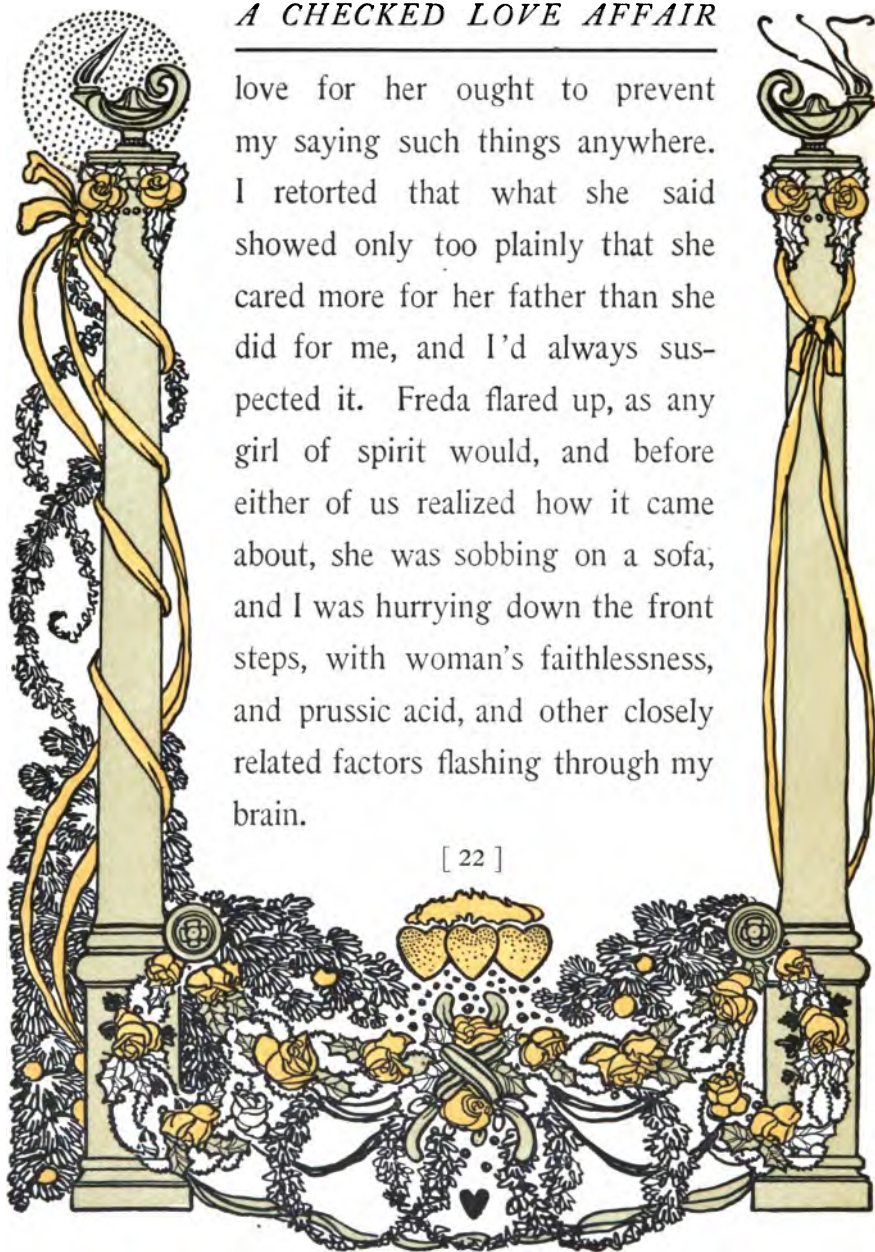 A CHECKED LOVE AFFAIR
love for her ought to prevent
my saying such things anywhere.
I retorted that what she said
showed only too plainly that she
cared more for her father than she
did for me, and I'd always sus-
pected it. Freda flared up, as any
girl of spirit would, and before
either of us realized how it came
about, she was sobbing on a sofa,
and I was hurrying down the front
steps, with woman's faithlessness,
and prussic acid, and other closely
related factors flashing through my
brain.
[ 22 ]